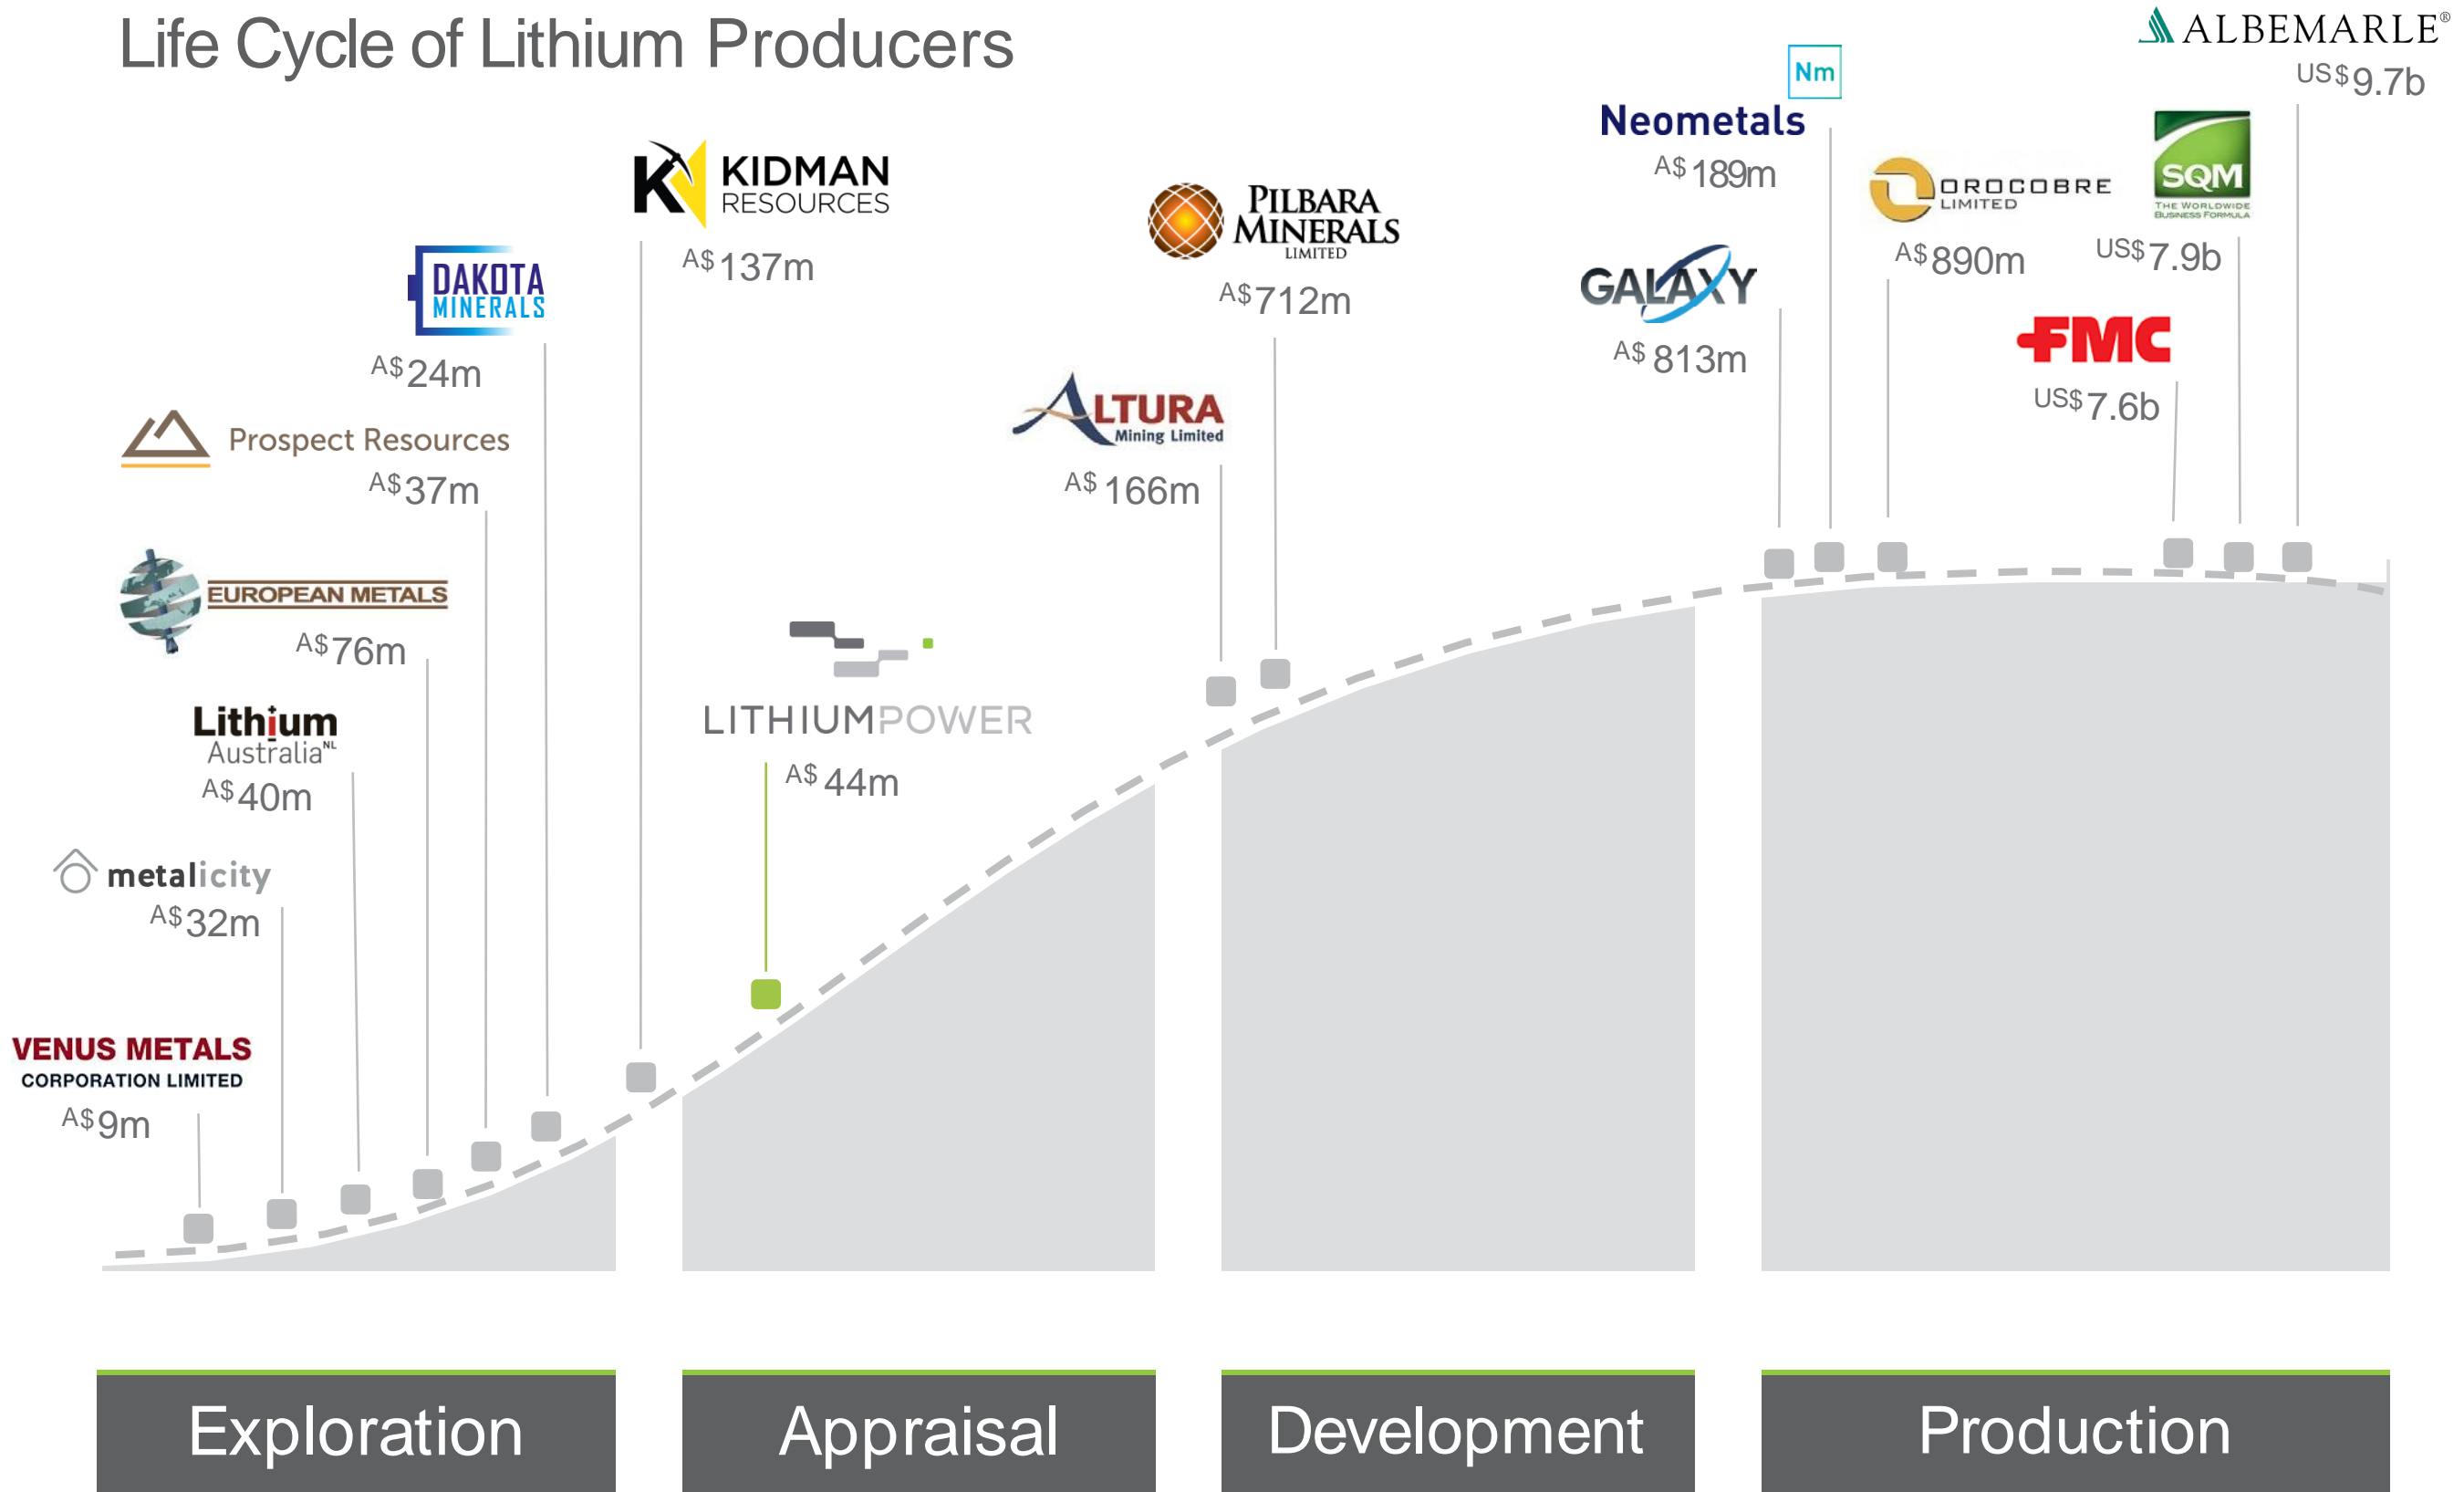 Life Cycle of Lithium Producers
ALBEMARLE®
US$ 9.7b
Nm
Neometals
A$ 189m
SQM
THE WORLDWIDE
BUSINESS FORMULA
US$ 7.9b
OROCOBRE
LIMITED
A$ 890m
KIDMAN
RESOURCES
A$ 137m
PILBARA
MINERALS
LIMITED
A$ 712m
GALAXY
A$ 813m
FMC
US$ 7.6b
DAKOTA
MINERALS
A$ 24m
ALTURA
Mining Limited
A$ 166m
Prospect Resources
A$ 37m
EUROPEAN METALS
A$ 76m
Lithium
Australia NL
A$ 40m
LITHIUMPOWER
A$ 44m
metalicity
A$ 32m
VENUS METALS
CORPORATION LIMITED
A$ 9m
Exploration
Appraisal
Development
Production